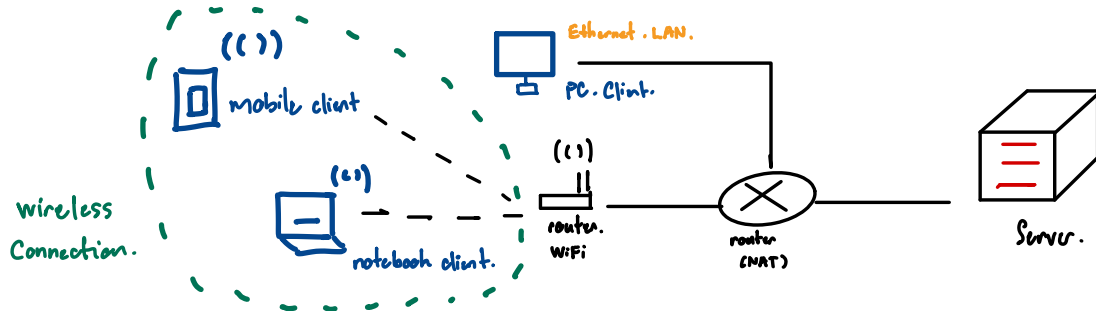 Ethernet . LAN.
PC. Clint.
mobile client
wireless
Connection.
notebook client.
router.
WiFi
router
(NAT)
Server.